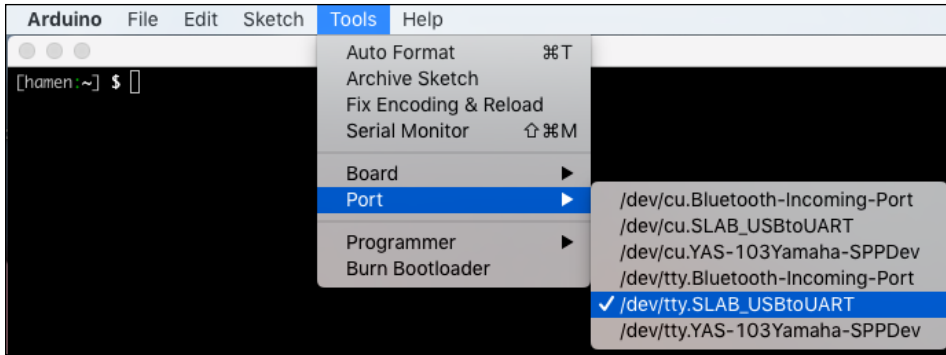 Arduino File Edit Sketch Tools Help
[hamen:~] $
Auto Format ⌘T
Archive Sketch
Fix Encoding & Reload
Serial Monitor ⇧⌘M
Board ▶
Port ▶
Programmer ▶
Burn Bootloader
/dev/cu.Bluetooth-Incoming-Port
/dev/cu.SLAB_USBtoUART
/dev/cu.YAS-103Yamaha-SPPDev
/dev/tty.Bluetooth-Incoming-Port
✓ /dev/tty.SLAB_USBtoUART
/dev/tty.YAS-103Yamaha-SPPDev